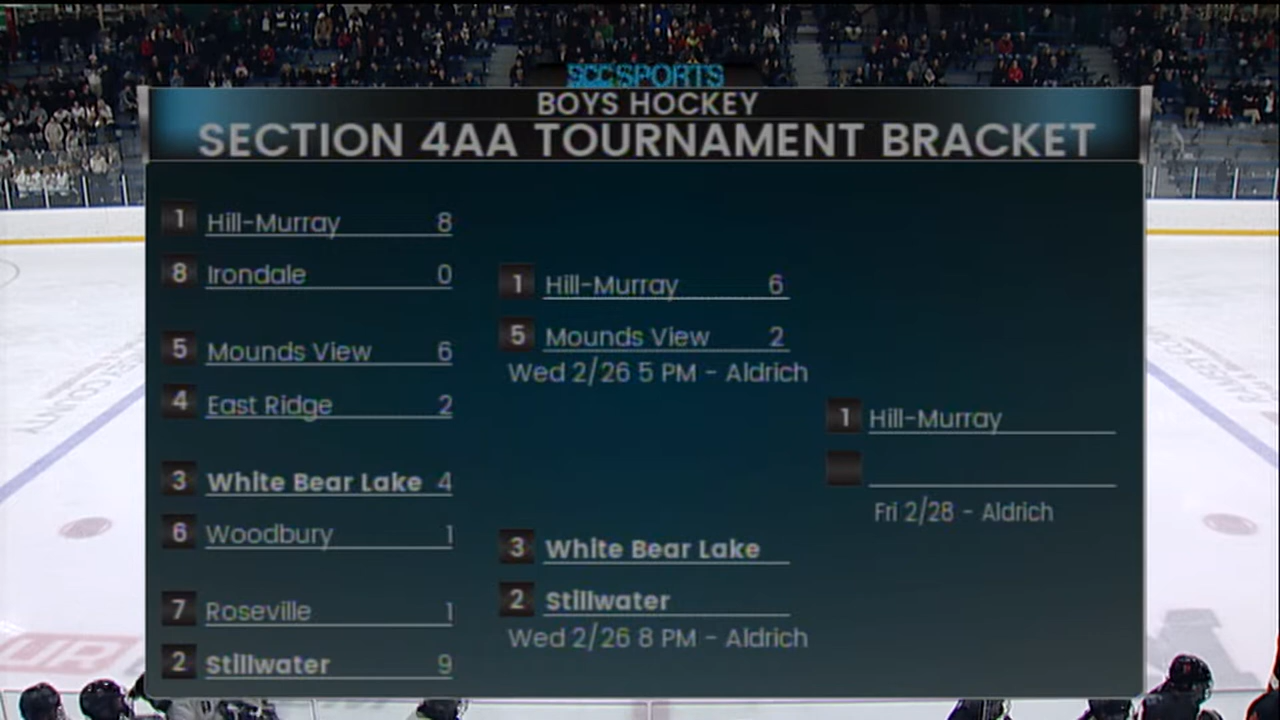 SCC SPORTS
BOYS HOCKEY
SECTION 4AA TOURNAMENT BRACKET
1 Hill-Murray 8
8 Irondale 0
5 Mounds View 6
4 East Ridge 2
3 White Bear Lake 4
6 Woodbury 1
7 Roseville 1
2 Stillwater 9
1 Hill-Murray 6
5 Mounds View 2
Wed 2/26 5 PM - Aldrich
3 White Bear Lake
2 Stillwater
Wed 2/26 8 PM - Aldrich
1 Hill-Murray
Fri 2/28 - Aldrich